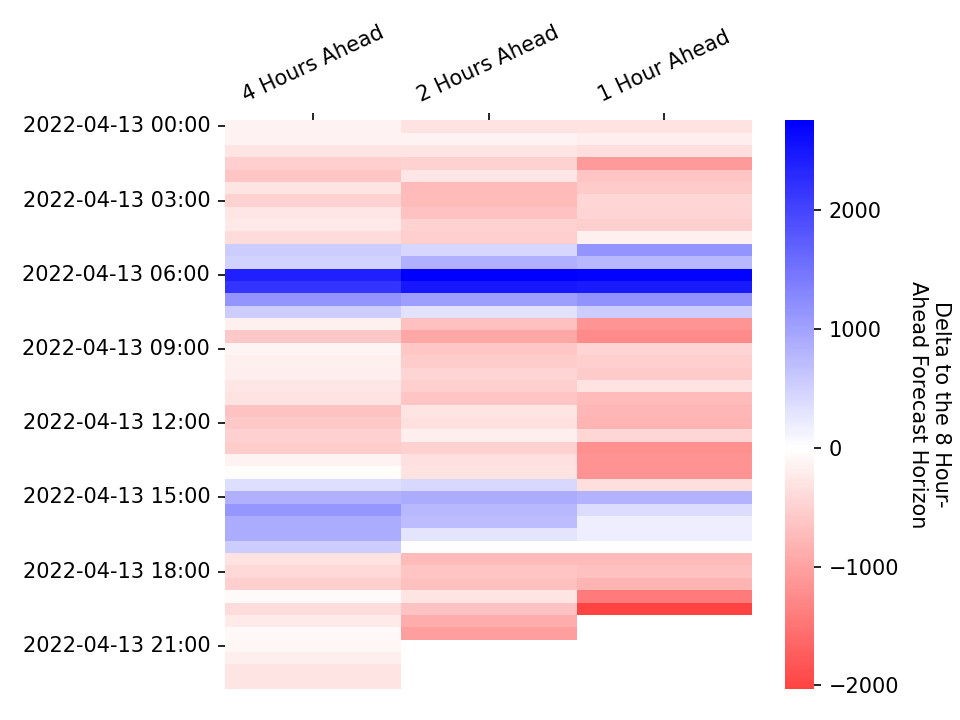 4 Hours Ahead
2 Hours Ahead
1 Hour Ahead
2022-04-13 00:00
2022-04-13 03:00
2022-04-13 06:00
2022-04-13 09:00
2022-04-13 12:00
2022-04-13 15:00
2022-04-13 18:00
2022-04-13 21:00
2000
1000
0
−1000
−2000
Delta to the 8 Hour-
Ahead Forecast Horizon